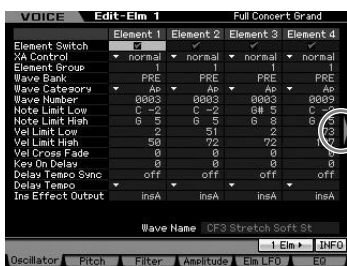 VOICE Edit-Elm 1 Full Concert Grand
Element 1 Element 2 Element 3 Element 4
Element Switch
XA Control normal normal normal normal
Element Group 1 1 1 1
Wave Bank PRE PRE PRE PRE
Wave Category Ap Ap Ap Ap
Wave Number 0003 0003 0003 0009
Note Limit Low C -2 C -2 G# 5 C -2
Note Limit High G 5 G 5 G 8 G
Vel Limit Low 2 51 2 73
Vel Limit High 50 72 72
Vel Cross Fade 0 0 0 0
Key On Delay 0 0 0 0
Delay Tempo Sync off off off off
Delay Tempo
Ins Effect Output insA insA insA insA
Wave Name CF3 Stretch Soft St
1 Elm INFO
Oscillator Pitch Filter Amplitude Elm LFO EQ